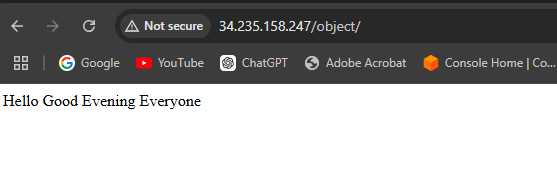 Not secure 34.235.158.247/object/
Google YouTube ChatGPT Adobe Acrobat Console Home | Co...
Hello Good Evening Everyone